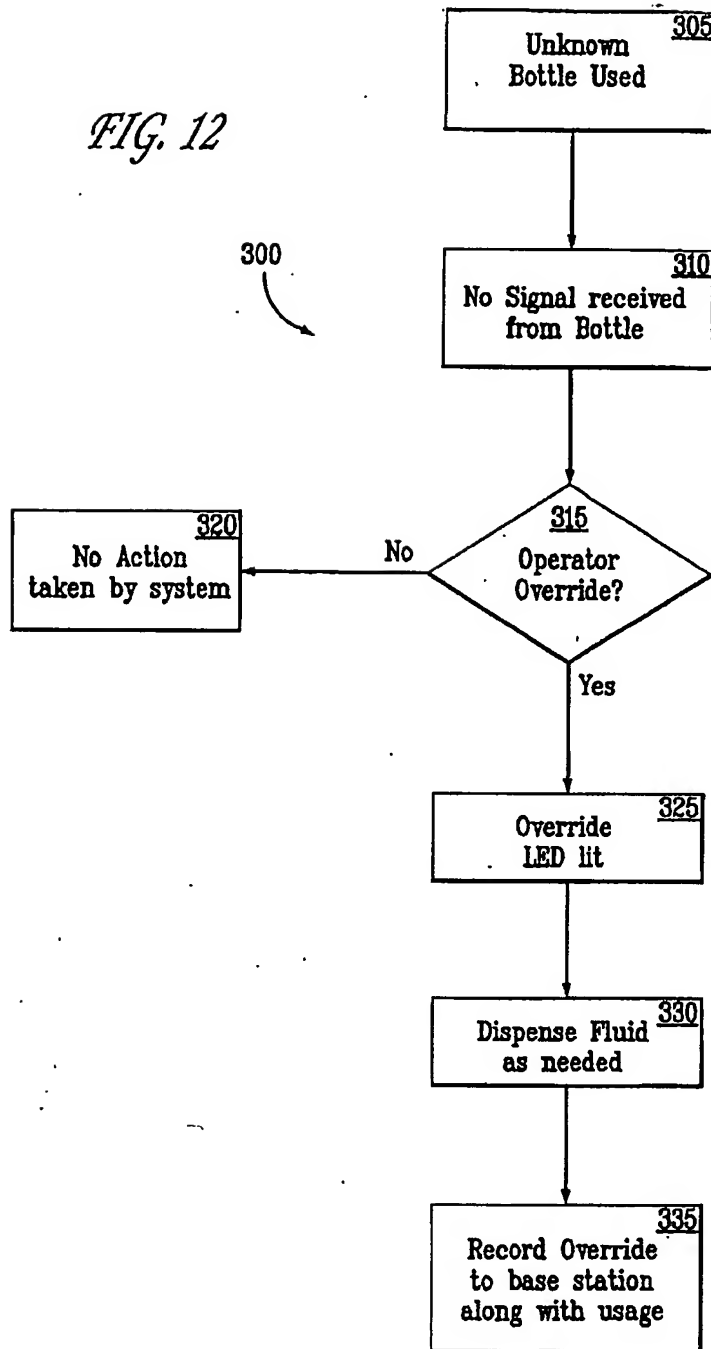 305
Unknown
Bottle Used
FIG. 12
300
310
No Signal received
from Bottle
315
Operator
Override?
No
320
No Action
taken by system
Yes
325
Override
LED lit
330
Dispense Fluid
as needed
335
Record Override
to base station
along with usage